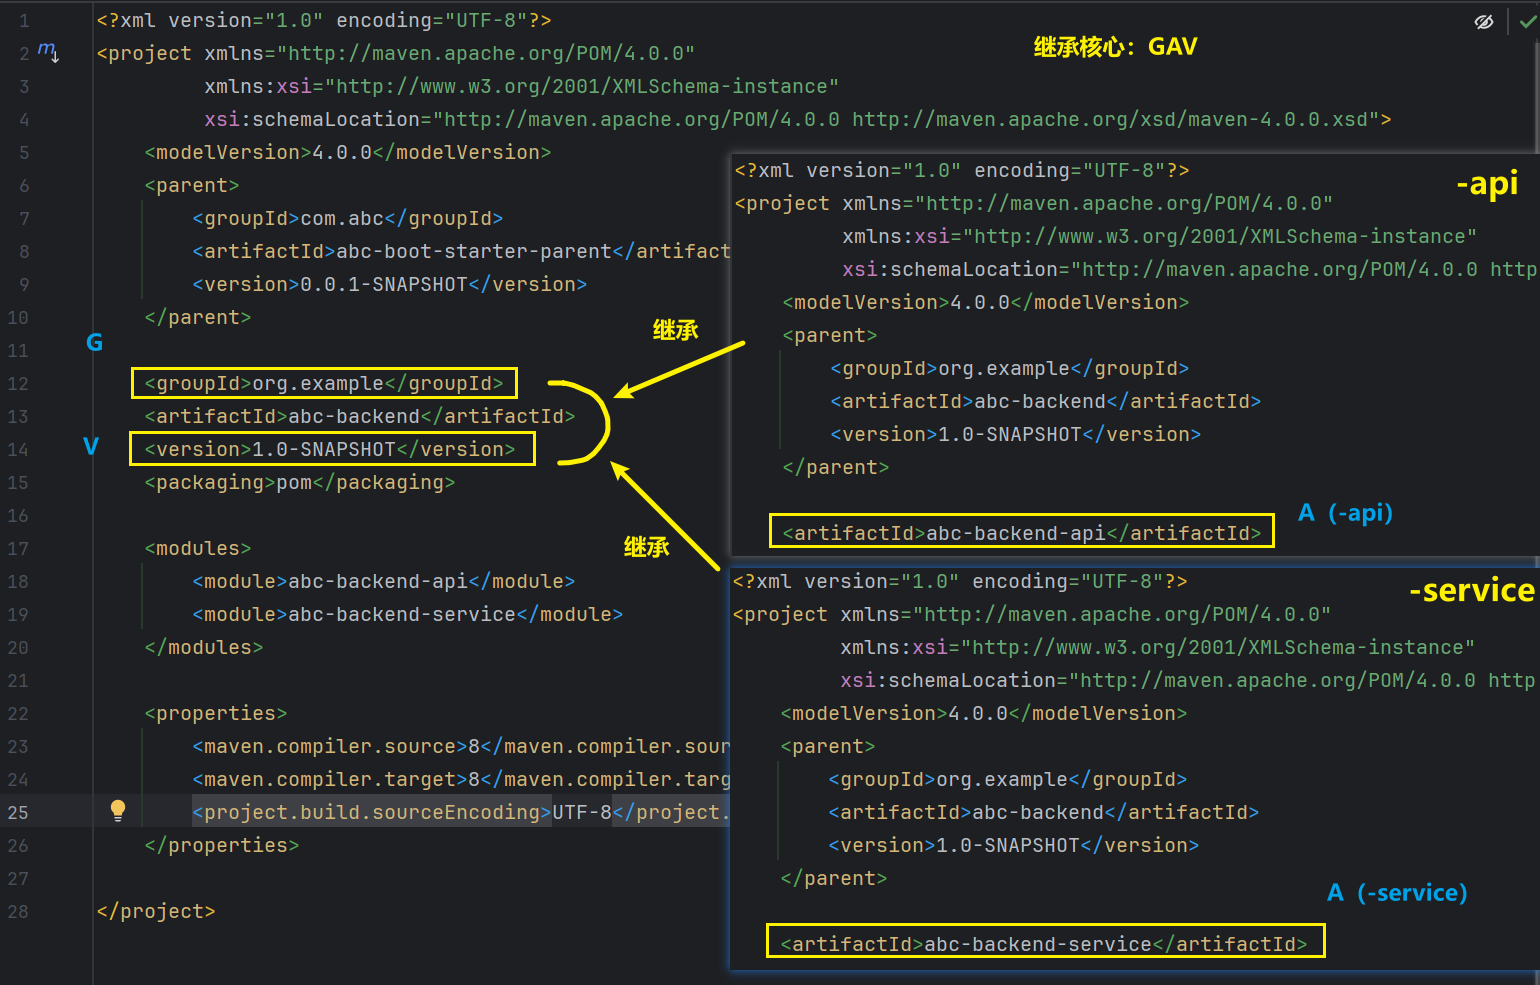 1 <?xml version="1.0" encoding="UTF-8"?>
2 <project xmlns="http://maven.apache.org/POM/4.0.0"
继承核心：GAV
3 xmlns:xsi="http://www.w3.org/2001/XMLSchema-instance"
4 xsi:schemaLocation="http://maven.apache.org/POM/4.0.0 http://maven.apache.org/xsd/maven-4.0.0.xsd">
5 <modelVersion>4.0.0</modelVersion>
6 <parent>
7 <groupId>com.abc</groupId>
8 <artifactId>abc-boot-starter-parent</artifact
9 <version>0.0.1-SNAPSHOT</version>
10 </parent>
G
11
12 <groupId>org.example</groupId>
13 <artifactId>abc-backend</artifactId>
V
14 <version>1.0-SNAPSHOT</version>
15 <packaging>pom</packaging>
16
17 <modules>
18 <module>abc-backend-api</module>
19 <module>abc-backend-service</module>
20 </modules>
21
22 <properties>
23 <maven.compiler.source>8</maven.compiler.sour
24 <maven.compiler.target>8</maven.compiler.targ
25 <project.build.sourceEncoding>UTF-8</project.
26 </properties>
27
28 </project>
继承
继承
<?xml version="1.0" encoding="UTF-8"?>
-api
<project xmlns="http://maven.apache.org/POM/4.0.0"
xmlns:xsi="http://www.w3.org/2001/XMLSchema-instance"
xsi:schemaLocation="http://maven.apache.org/POM/4.0.0 http
<modelVersion>4.0.0</modelVersion>
<parent>
<groupId>org.example</groupId>
<artifactId>abc-backend</artifactId>
<version>1.0-SNAPSHOT</version>
</parent>
A（-api）
<artifactId>abc-backend-api</artifactId>
<?xml version="1.0" encoding="UTF-8"?>
-service
<project xmlns="http://maven.apache.org/POM/4.0.0"
xmlns:xsi="http://www.w3.org/2001/XMLSchema-instance"
xsi:schemaLocation="http://maven.apache.org/POM/4.0.0 http
<modelVersion>4.0.0</modelVersion>
<parent>
<groupId>org.example</groupId>
<artifactId>abc-backend</artifactId>
<version>1.0-SNAPSHOT</version>
</parent>
A（-service）
<artifactId>abc-backend-service</artifactId>